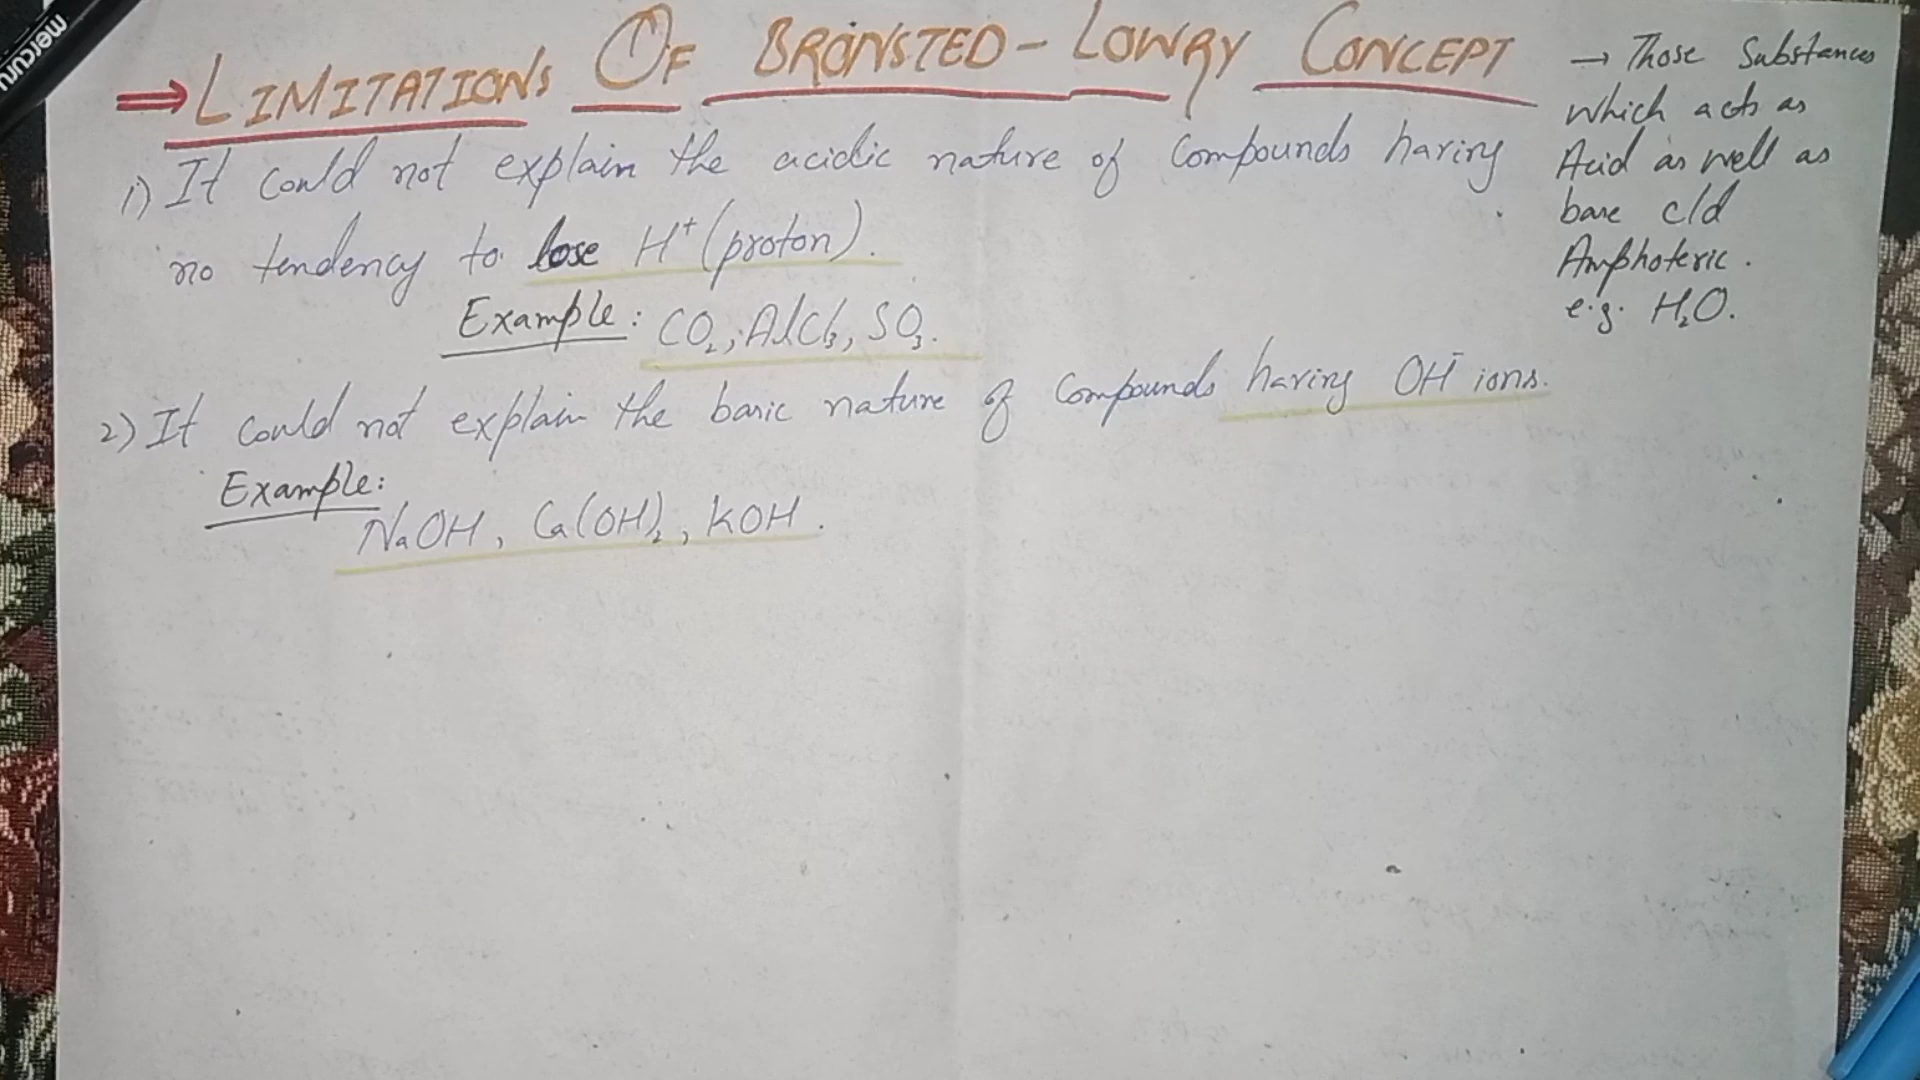 ⇒ LIMITATIONS OF BRONSTED-LOWRY CONCEPT
1) It could not explain the acidic nature of compounds having
no tendency to lose H⁺ (proton).
Example: CO₂, AlCl₃, SO₃.
2) It could not explain the basic nature of compounds having OH⁻ ions.
Example:
NaOH, Ca(OH)₂, KOH.
→ Those Substances
which acts as
Acid as well as
base c/d
Amphoteric.
e.g. H₂O.
mercury